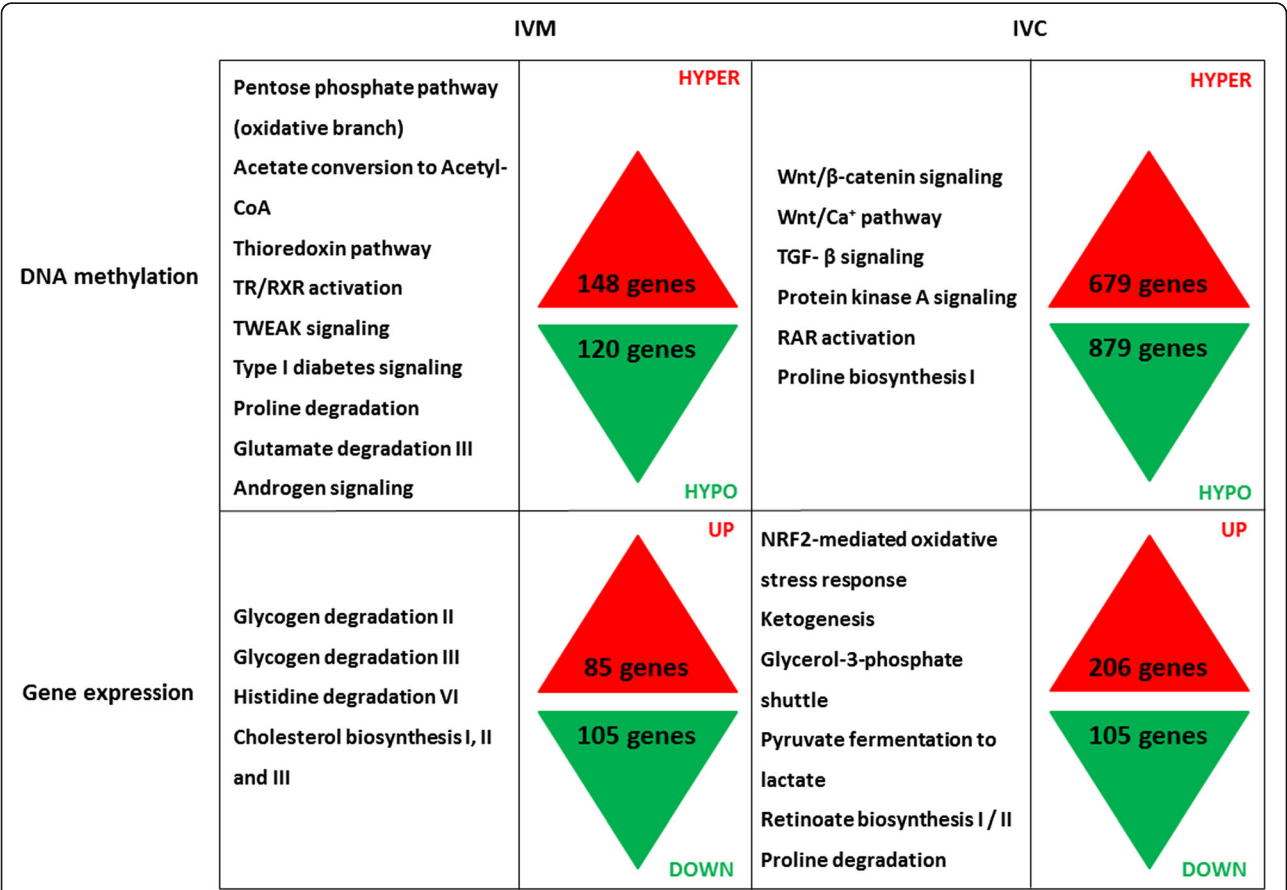 IVM
IVC
DNA methylation
Pentose phosphate pathway
(oxidative branch)
Acetate conversion to Acetyl-
CoA
Thioredoxin pathway
TR/RXR activation
TWEAK signaling
Type I diabetes signaling
Proline degradation
Glutamate degradation III
Androgen signaling
HYPER
148 genes
120 genes
HYPO
Wnt/β-catenin signaling
Wnt/Ca⁺ pathway
TGF- β signaling
Protein kinase A signaling
RAR activation
Proline biosynthesis I
HYPER
679 genes
879 genes
HYPO
Gene expression
Glycogen degradation II
Glycogen degradation III
Histidine degradation VI
Cholesterol biosynthesis I, II
and III
UP
85 genes
105 genes
DOWN
NRF2-mediated oxidative
stress response
Ketogenesis
Glycerol-3-phosphate
shuttle
Pyruvate fermentation to
lactate
Retinoate biosynthesis I / II
Proline degradation
UP
206 genes
105 genes
DOWN